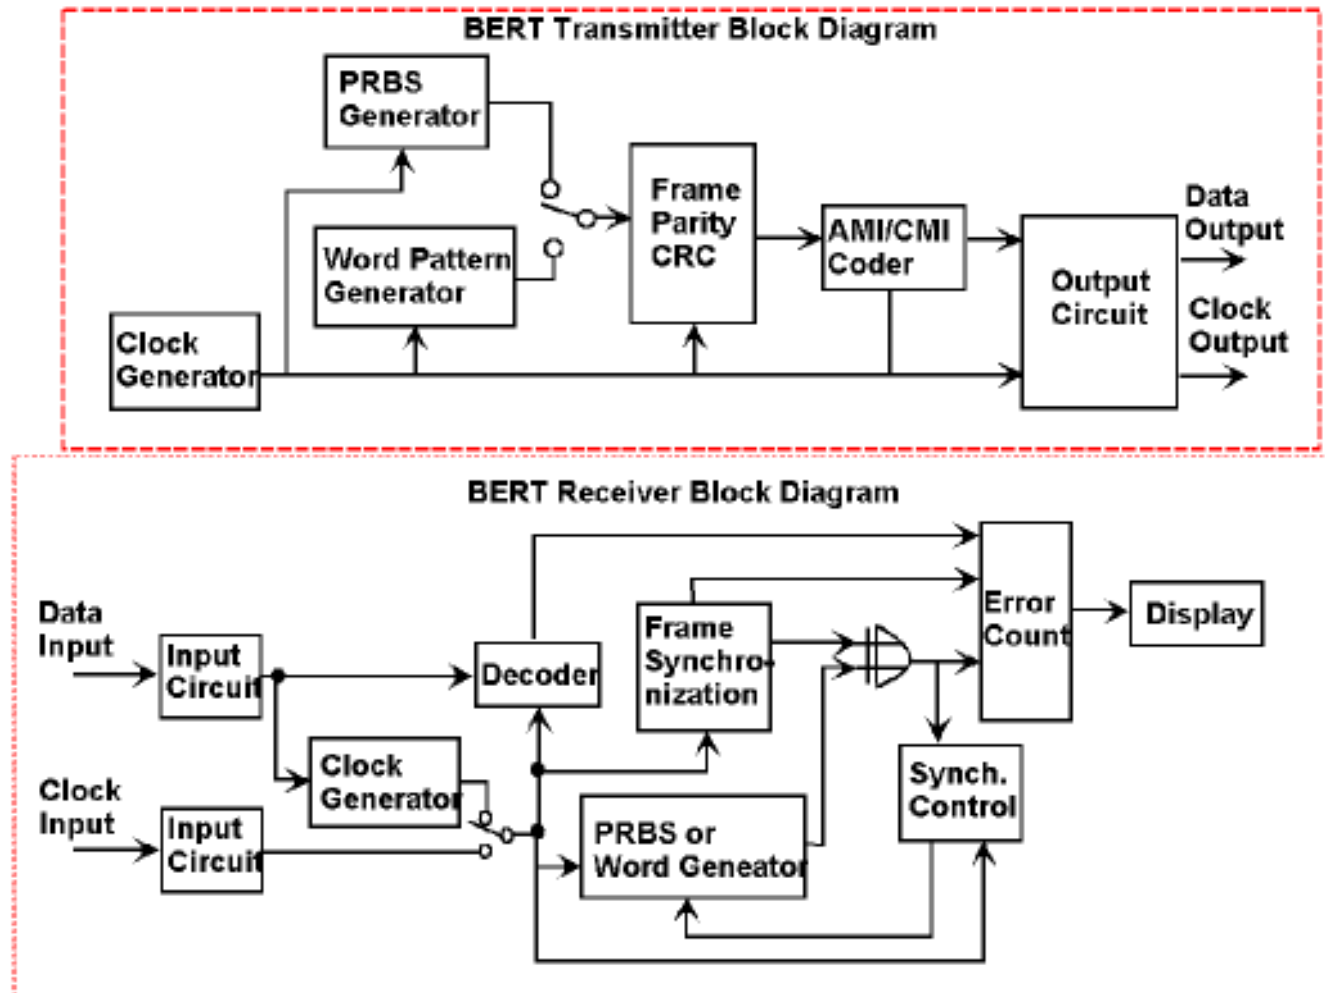 BERT Transmitter Block Diagram
PRBS
Generator
Word Pattern
Generator
Clock
Generator
Frame
Parity
CRC
AMI/CMI
Coder
Output
Circuit
Data
Output
Clock
Output
BERT Receiver Block Diagram
Data
Input
Input
Circuit
Clock
Input
Input
Circuit
Clock
Generator
Decoder
Frame
Synchro-
nization
PRBS or
Word Geneator
Error
Count
Synch.
Control
Display